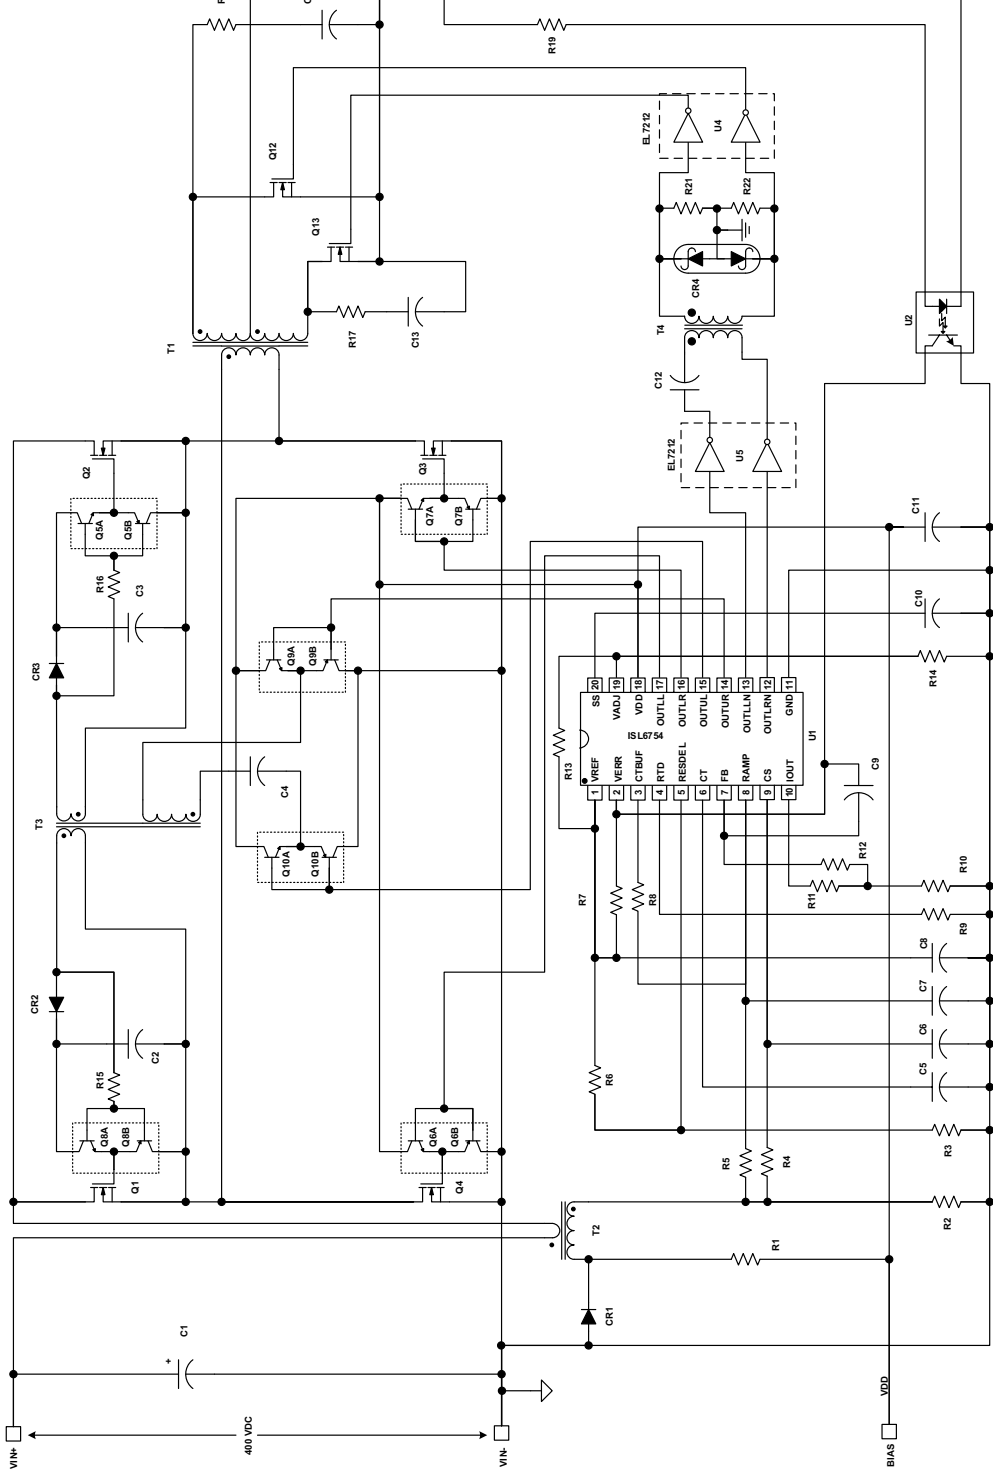 VIN+
400 VDC
VIN-
BIAS
VDD
C1
+
CR1
R1
T2
R2
Q1
Q4
Q8A
Q8B
R15
C2
CR2
Q6A
Q6B
R5
R4
R3
R6
C5
C6
C7
C8
R9
R10
R7
R8
R11
R12
C9
T3
Q10A
Q10B
C4
Q9A
Q9B
CR3
C3
R16
Q5A
Q5B
Q2
Q7A
Q7B
Q3
R13
ISL6754
U1
1 VREF
2 VERR
3 CTBUF
4 RTD
5 RESDEL
6 CT
7 FB
8 RAMP
9 CS
10 IOUT
SS 20
VADJ 19
VDD 18
OUTLL 17
OUTLR 16
OUTUL 15
OUTUR 14
OUTLLN 13
OUTLRN 12
GND 11
R14
C10
C11
EL7212
U5
C12
T4
CR4
R21
R22
EL7212
U4
U2
T1
R17
C13
Q13
Q12
R19